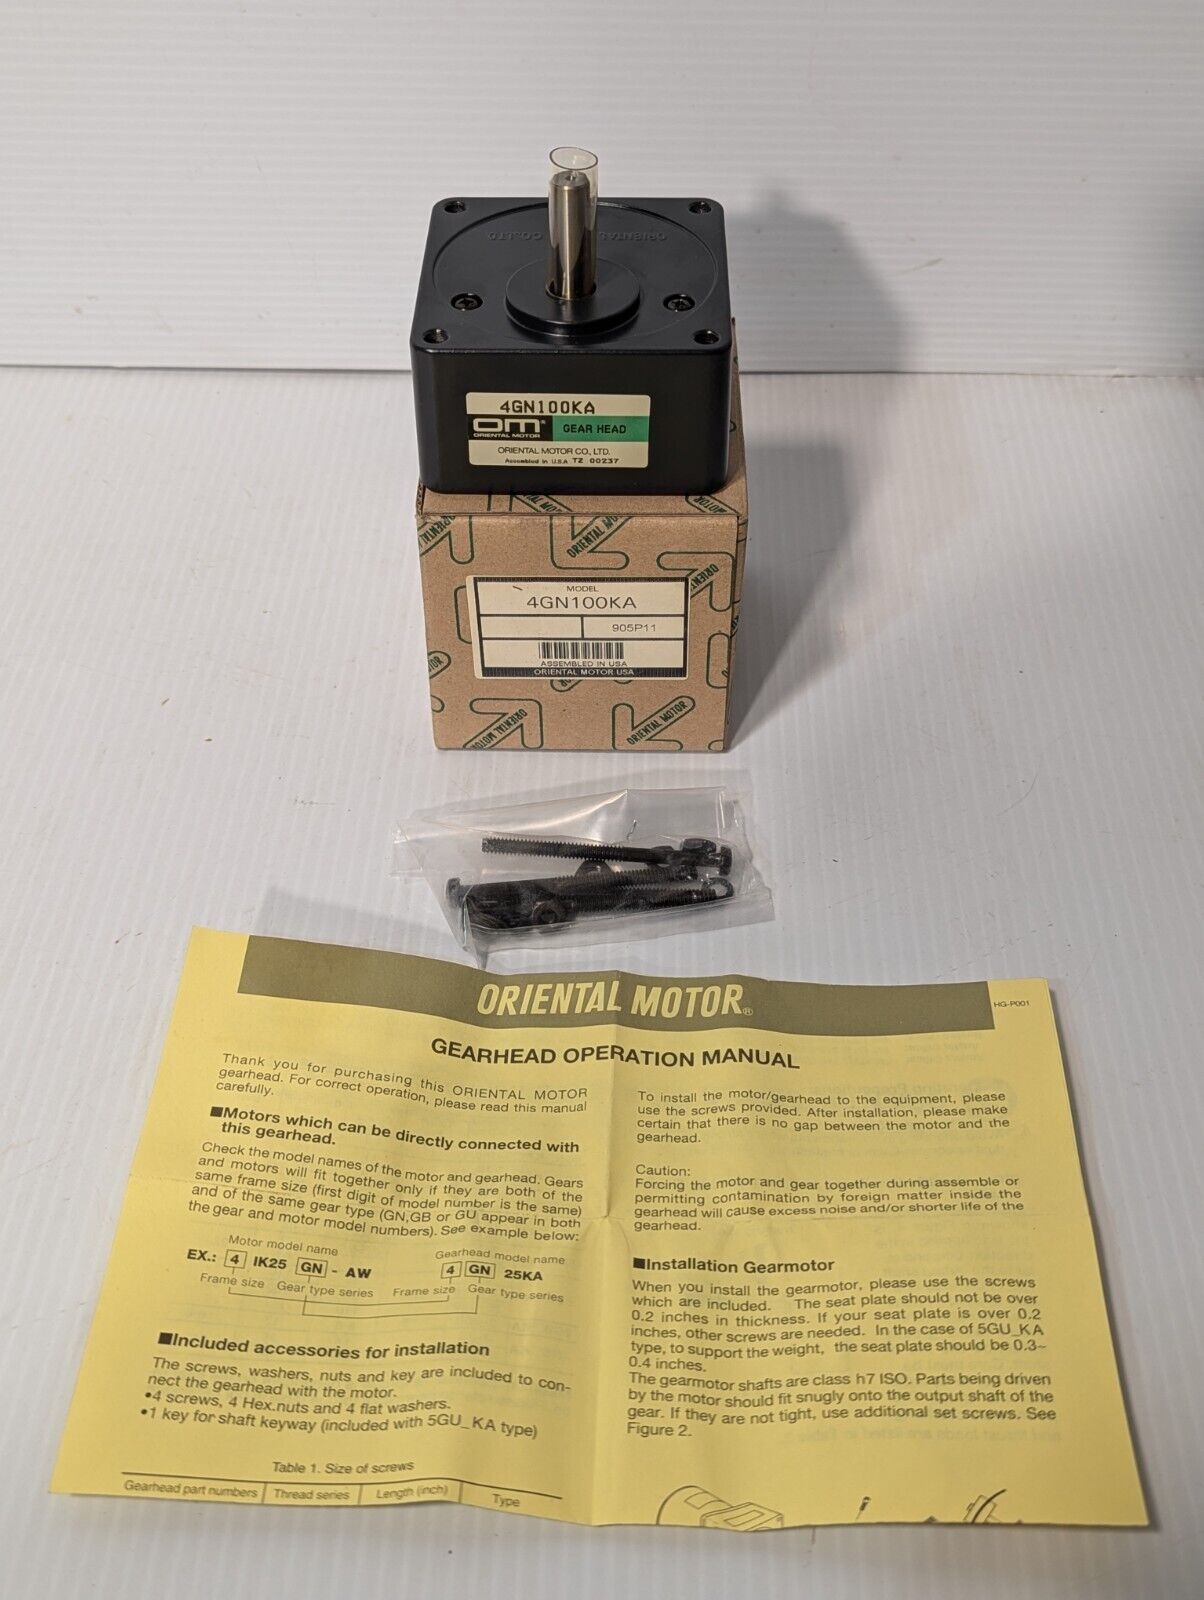 ORIENTAL
CO.,LTD
4GN100KA
OM®
ORIENTAL MOTOR
GEAR HEAD
ORIENTAL MOTOR CO., LTD.
Assembled in U.S.A TZ 00237
ORIENTAL MOTOR
MODEL
4GN100KA
905P11
ASSEMBLED IN USA
ORIENTAL MOTOR USA
ORIENTAL MOTOR
ORIENTAL MOTOR
ORIENTAL MOTOR®
HG-P001
GEARHEAD OPERATION MANUAL
Thank you for purchasing this ORIENTAL MOTOR
gearhead. For correct operation, please read this manual
carefully.
■Motors which can be directly connected with
this gearhead.
Check the model names of the motor and gearhead. Gears
and motors will fit together only if they are both of the
same frame size (first digit of model number is the same)
and of the same gear type (GN,GB or GU appear in both
the gear and motor model numbers). See example below:
Motor model name
Gearhead model name
EX.: 4 IK25 GN - AW
4 GN 25KA
Frame size Gear type series
Frame size Gear type series
■Included accessories for installation
The screws, washers, nuts and key are included to con-
nect the gearhead with the motor.
•4 screws, 4 Hex.nuts and 4 flat washers.
•1 key for shaft keyway (included with 5GU_KA type)
Table 1. Size of screws
Gearhead part numbers Thread series Length (inch) Type
To install the motor/gearhead to the equipment, please
use the screws provided. After installation, please make
certain that there is no gap between the motor and the
gearhead.
Caution:
Forcing the motor and gear together during assemble or
permitting contamination by foreign matter inside the
gearhead will cause excess noise and/or shorter life of the
gearhead.
■Installation Gearmotor
When you install the gearmotor, please use the screws
which are included. The seat plate should not be over
0.2 inches in thickness. If your seat plate is over 0.2
inches, other screws are needed. In the case of 5GU_KA
type, to support the weight, the seat plate should be 0.3~
0.4 inches.
The gearmotor shafts are class h7 ISO. Parts being driven
by the motor should fit snugly onto the output shaft of the
gear. If they are not tight, use additional set screws. See
Figure 2.